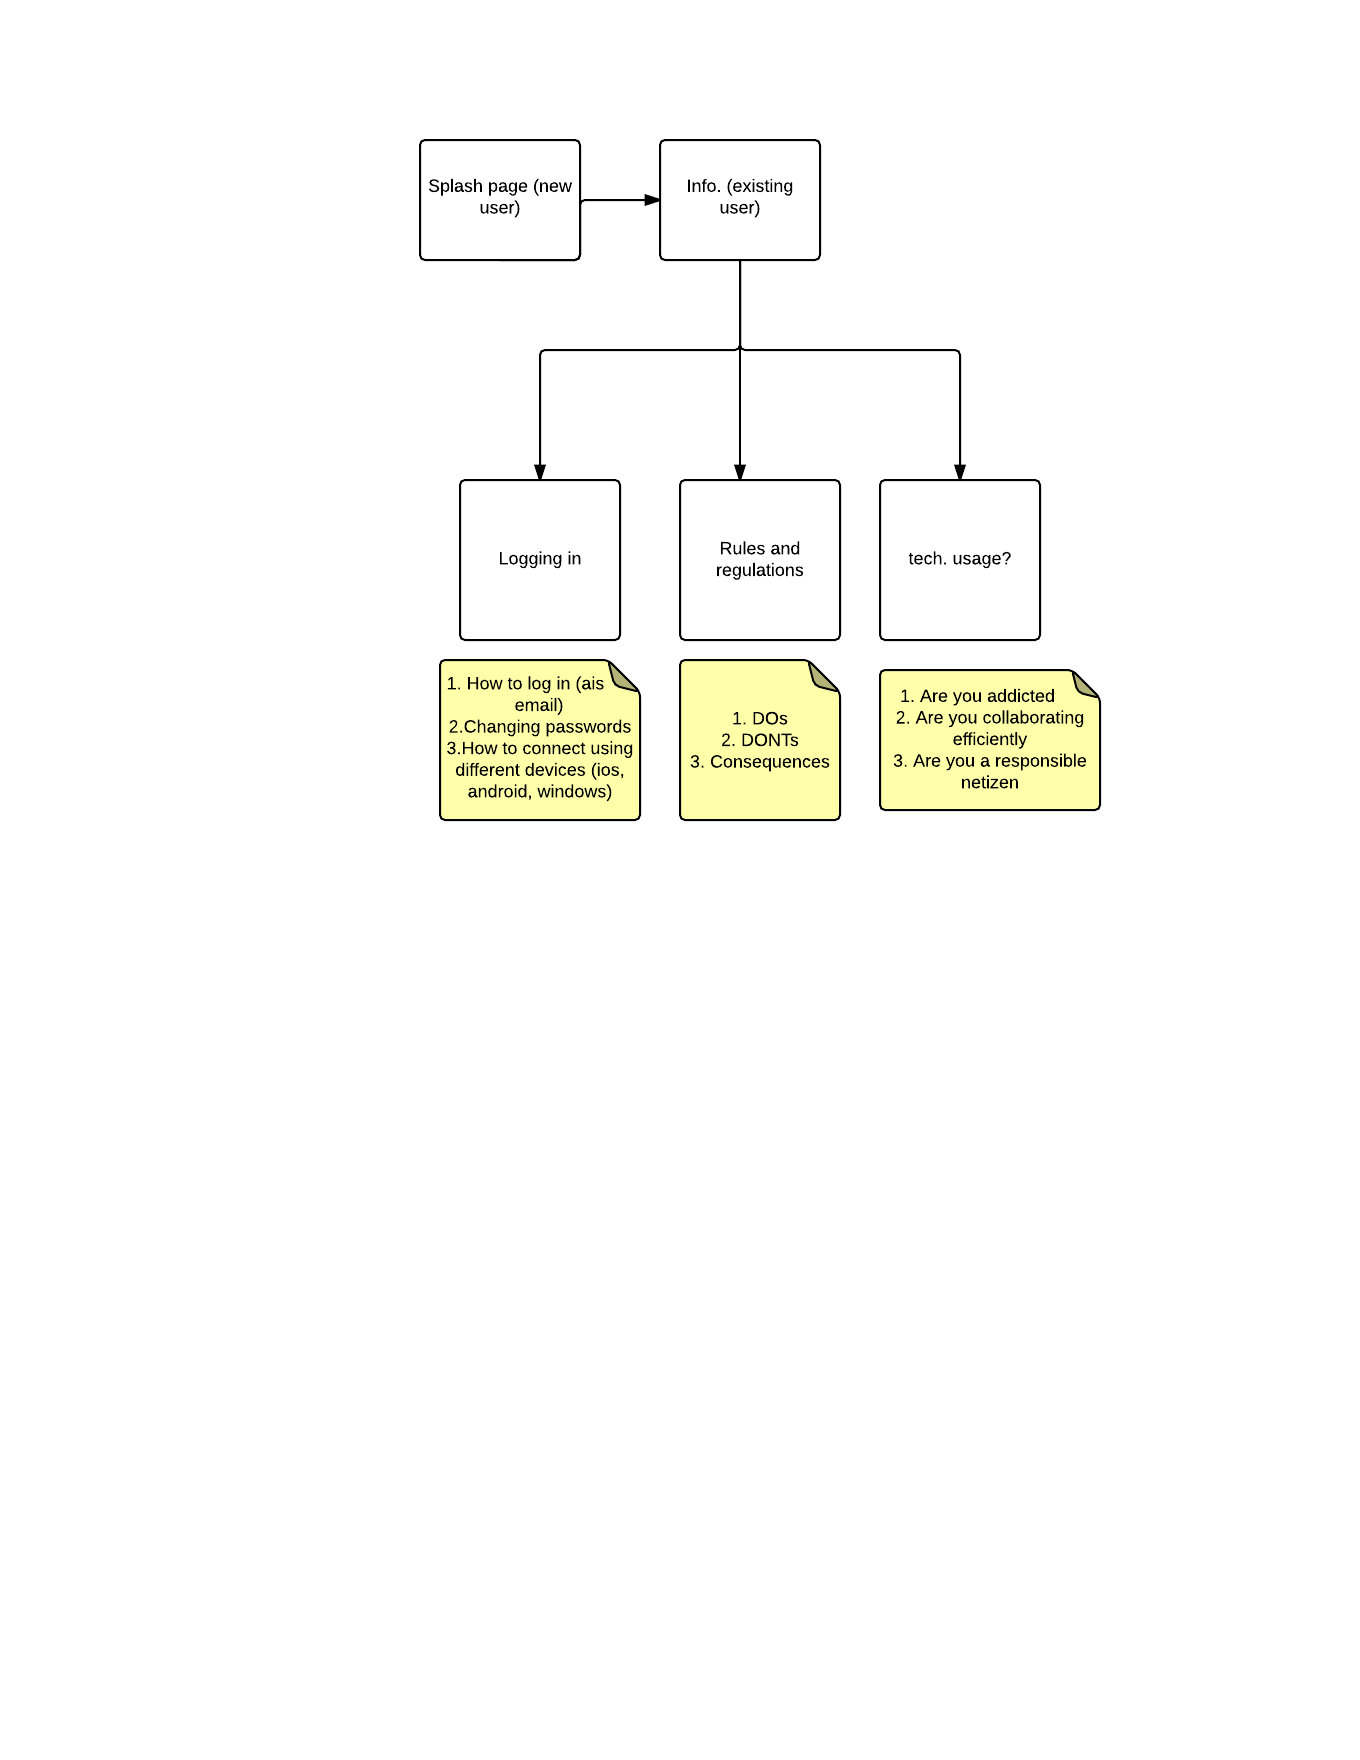 Splash page (new
user)
Info. (existing
user)
Logging in
Rules and
regulations
tech. usage?
1. How to log in (ais
email)
2.Changing passwords
3.How to connect using
different devices (ios,
android, windows)
1. DOs
2. DONTs
3. Consequences
1. Are you addicted
2. Are you collaborating
efficiently
3. Are you a responsible
netizen